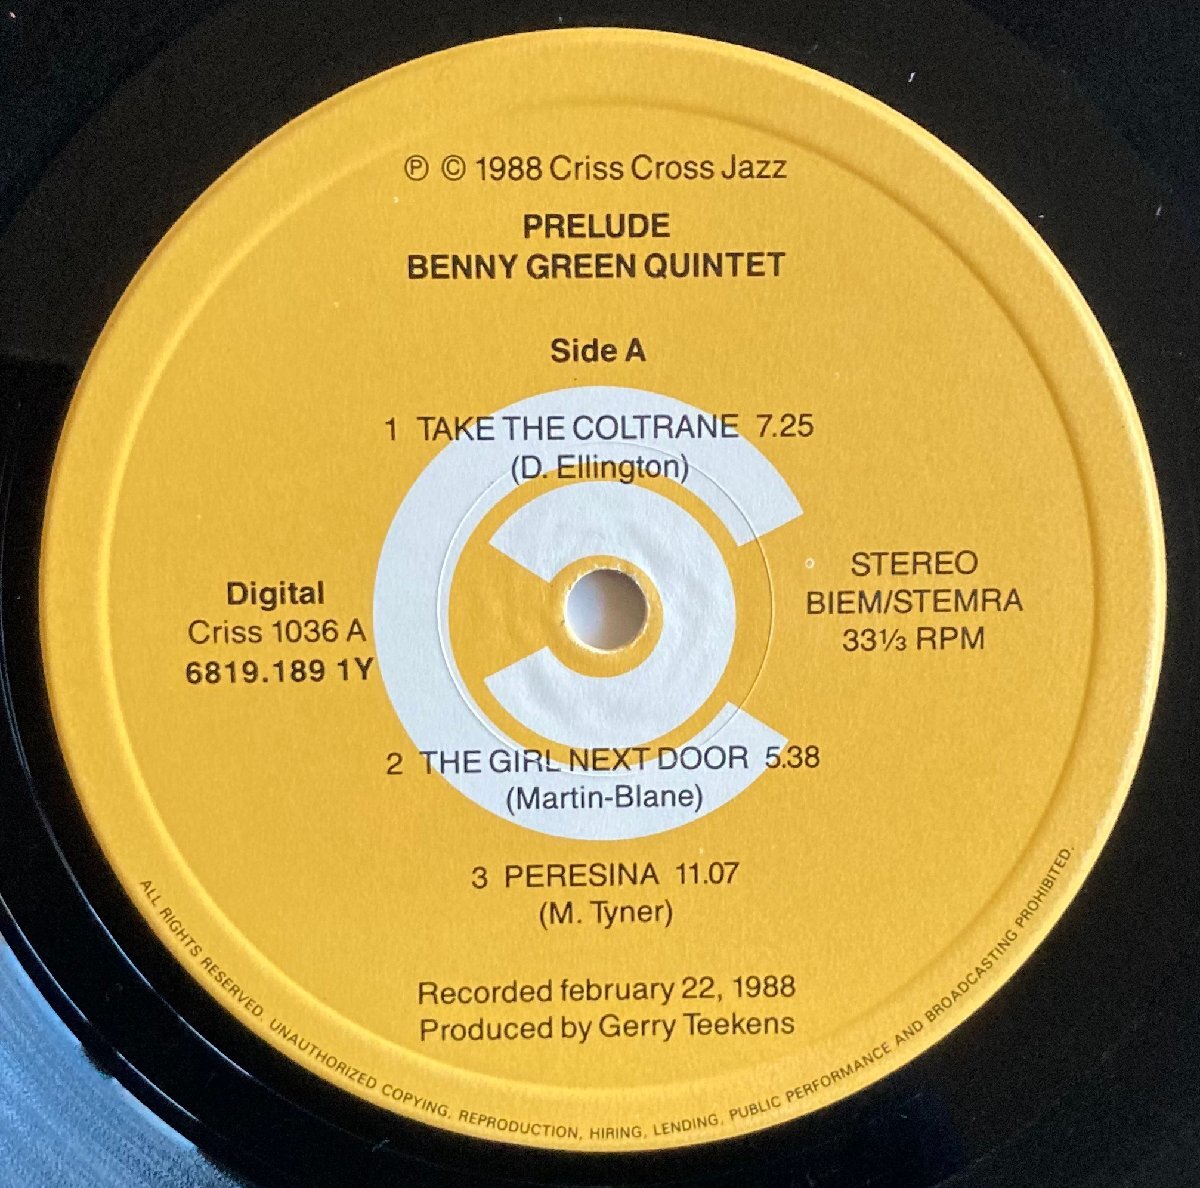 ℗ © 1988 Criss Cross Jazz
PRELUDE
BENNY GREEN QUINTET
Side A
1 TAKE THE COLTRANE 7.25
(D. Ellington)
Digital
Criss 1036 A
6819.189 1Y
STEREO
BIEM/STEMRA
33⅓ RPM
2 THE GIRL NEXT DOOR 5.38
(Martin-Blane)
3 PERESINA 11.07
(M. Tyner)
Recorded february 22, 1988
Produced by Gerry Teekens
ALL RIGHTS RESERVED. UNAUTHORIZED COPYING, REPRODUCTION, HIRING, LENDING, PUBLIC PERFORMANCE AND BROADCASTING PROHIBITED.